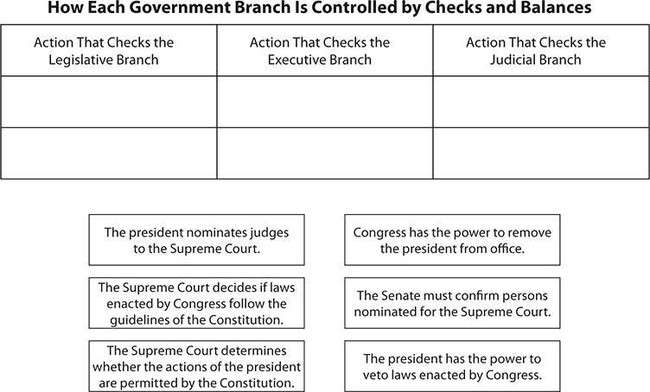 How Each Government Branch Is Controlled by Checks and Balances
Action That Checks the
Legislative Branch
Action That Checks the
Executive Branch
Action That Checks the
Judicial Branch
The president nominates judges
to the Supreme Court.
Congress has the power to remove
the president from office.
The Supreme Court decides if laws
enacted by Congress follow the
guidelines of the Constitution.
The Senate must confirm persons
nominated for the Supreme Court.
The Supreme Court determines
whether the actions of the president
are permitted by the Constitution.
The president has the power to
veto laws enacted by Congress.